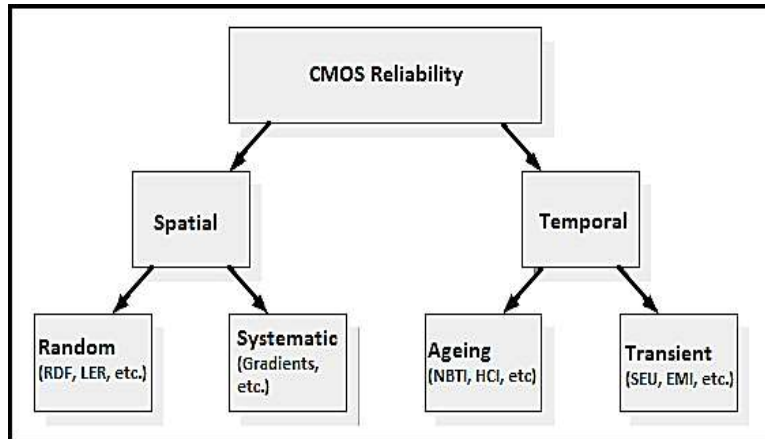 CMOS Reliability
Spatial
Temporal
Random
(RDF, LER, etc.)
Systematic
(Gradients,
etc.)
Ageing
(NBTI, HCI, etc)
Transient
(SEU, EMI, etc.)